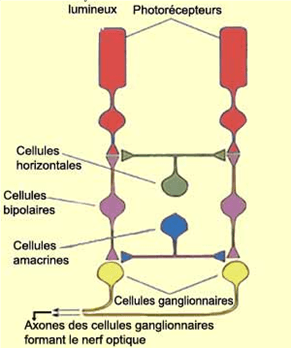 lumineux Photorécepteurs
Cellules
horizontales
Cellules
bipolaires
Cellules
amacrines
Cellules ganglionnaires
Axones des cellules ganglionnaires
formant le nerf optique